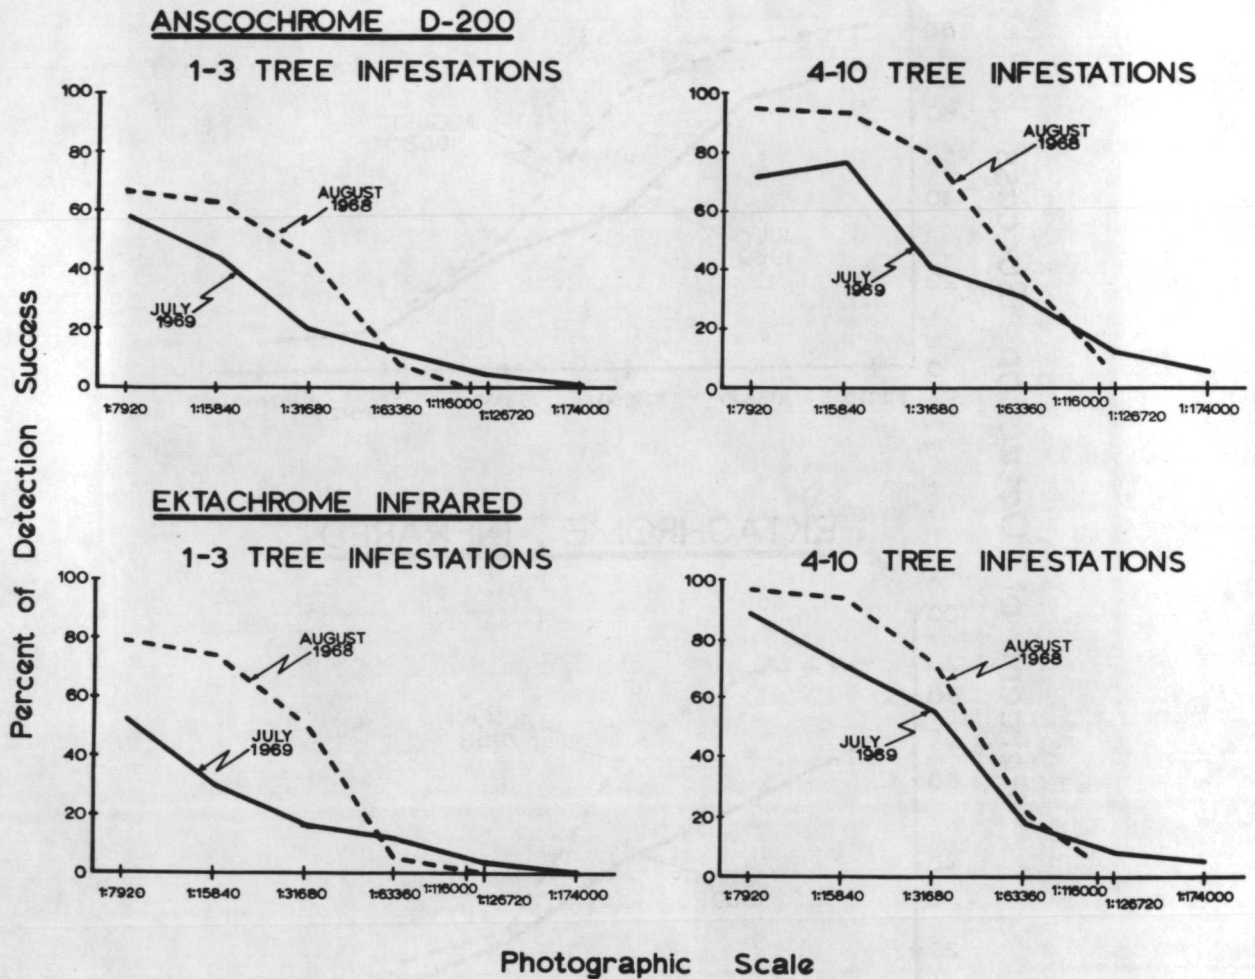 ANSCOCHROME D-200
1-3 TREE INFESTATIONS
100
80
60
40
20
0
AUGUST
1968
JULY
1969
1:7920 1:15840 1:31680 1:63360 1:116000 1:126720 1:174000
4-10 TREE INFESTATIONS
100
80
60
40
20
0
AUGUST
1968
JULY
1969
1:7920 1:15840 1:31680 1:63360 1:116000 1:126720 1:174000
Percent of Detection Success
EKTACHROME INFRARED
1-3 TREE INFESTATIONS
100
80
60
40
20
0
AUGUST
1968
JULY
1969
1:7920 1:15840 1:31680 1:63360 1:116000 1:126720 1:174000
4-10 TREE INFESTATIONS
100
80
60
40
20
0
AUGUST
1968
JULY
1969
1:7920 1:15840 1:31680 1:63360 1:116000 1:126720 1:174000
Photographic Scale